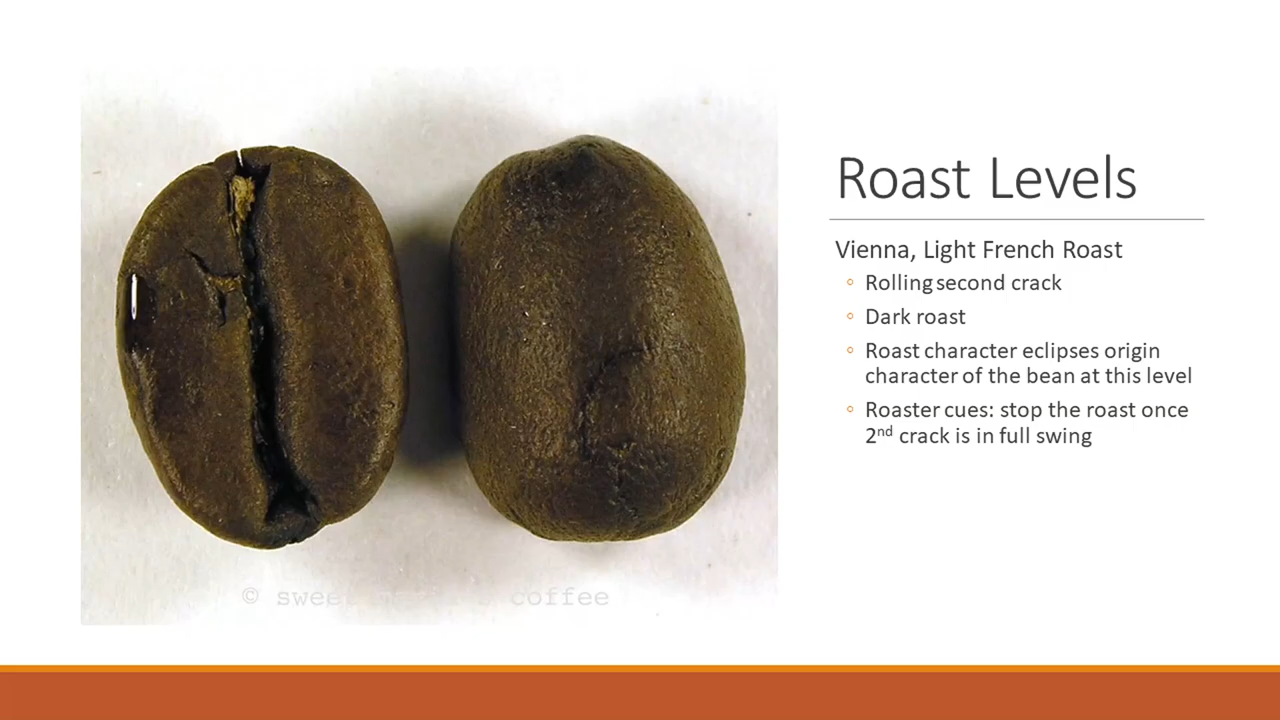 Roast Levels
Vienna, Light French Roast
Rolling second crack
Dark roast
Roast character eclipses origin
character of the bean at this level
Roaster cues: stop the roast once
2nd crack is in full swing
© coffee